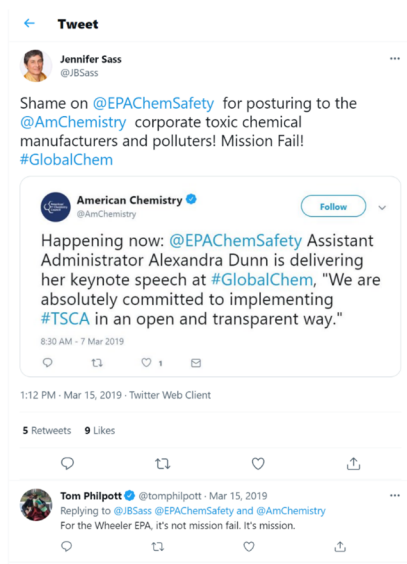 Tweet
Jennifer Sass
@JBSass
Shame on @EPAChemSafety for posturing to the
@AmChemistry corporate toxic chemical
manufacturers and polluters! Mission Fail!
#GlobalChem
American Chemistry
@AmChemistry
Follow
Happening now: @EPAChemSafety Assistant
Administrator Alexandra Dunn is delivering
her keynote speech at #GlobalChem, "We are
absolutely committed to implementing
#TSCA in an open and transparent way."
8:30 AM - 7 Mar 2019
1
1:12 PM · Mar 15, 2019 · Twitter Web Client
5 Retweets 9 Likes
Tom Philpott @tomphilpott · Mar 15, 2019
Replying to @JBSass @EPAChemSafety and @AmChemistry
For the Wheeler EPA, it's not mission fail. It's mission.